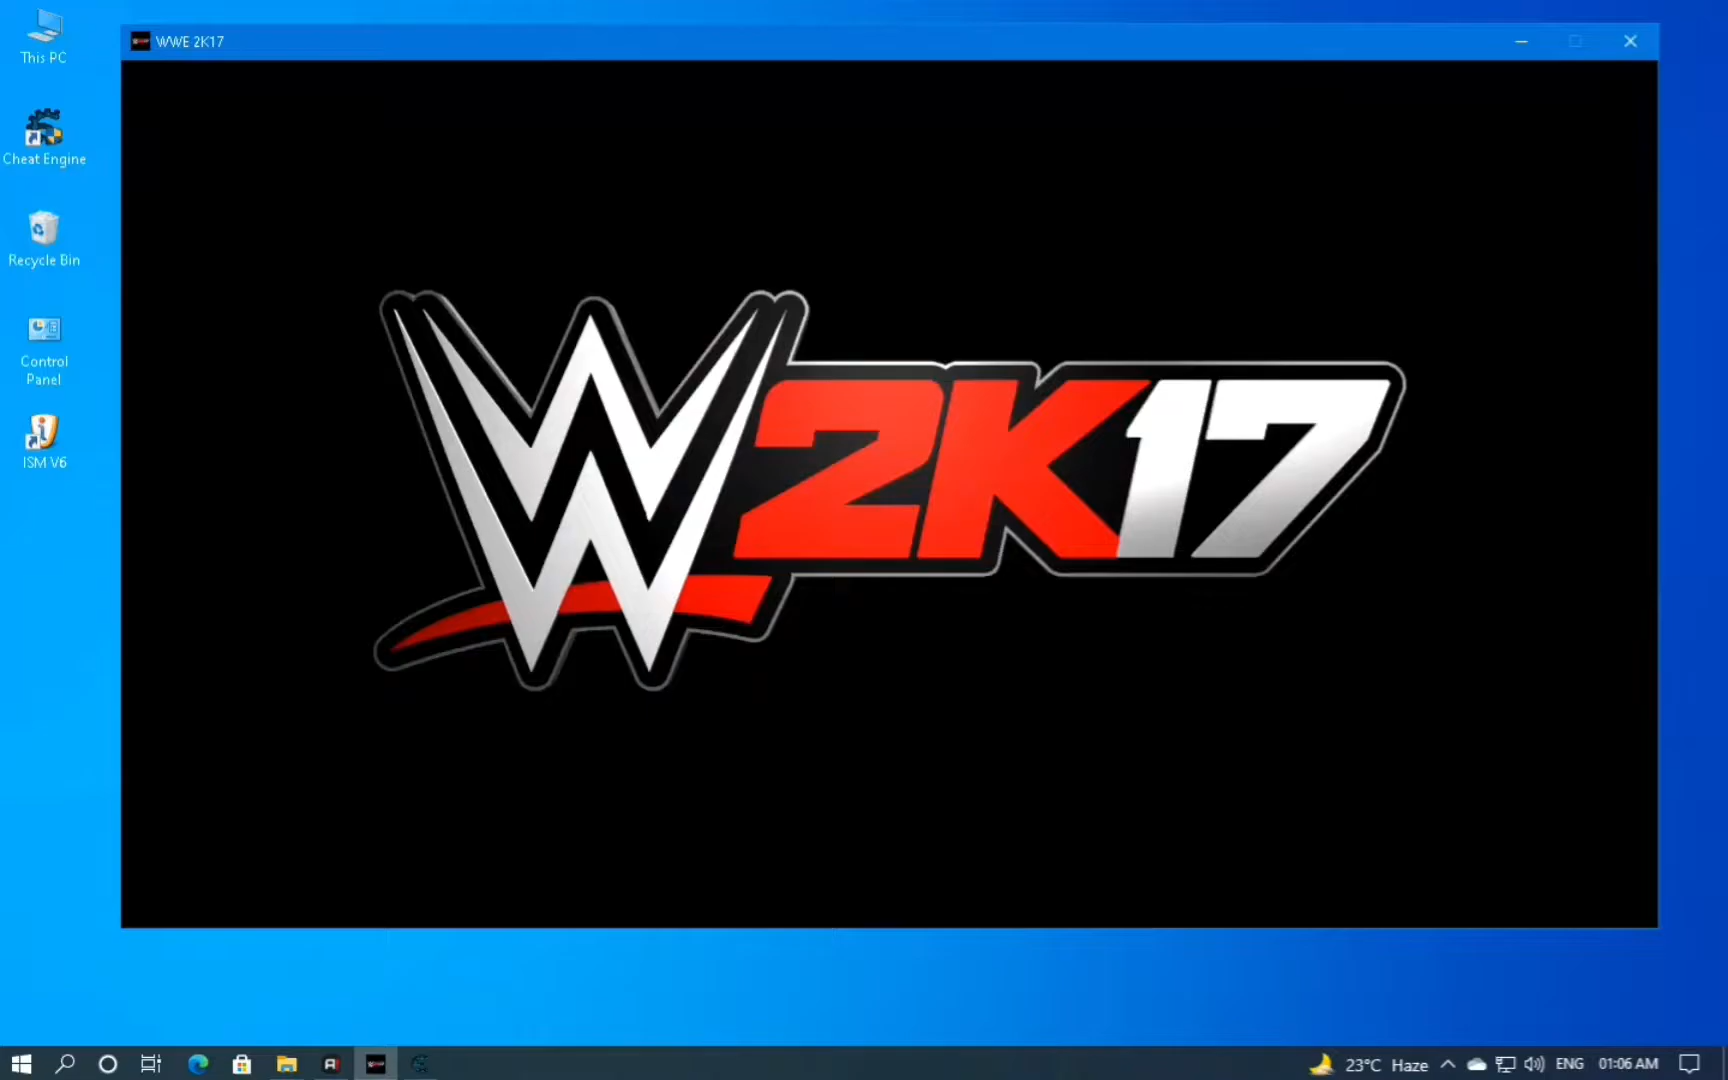 This PC
Cheat Engine
Recycle Bin
Control
Panel
ISM V6
WWE 2K17
W 2K17
23°C Haze
ENG
01:06 AM